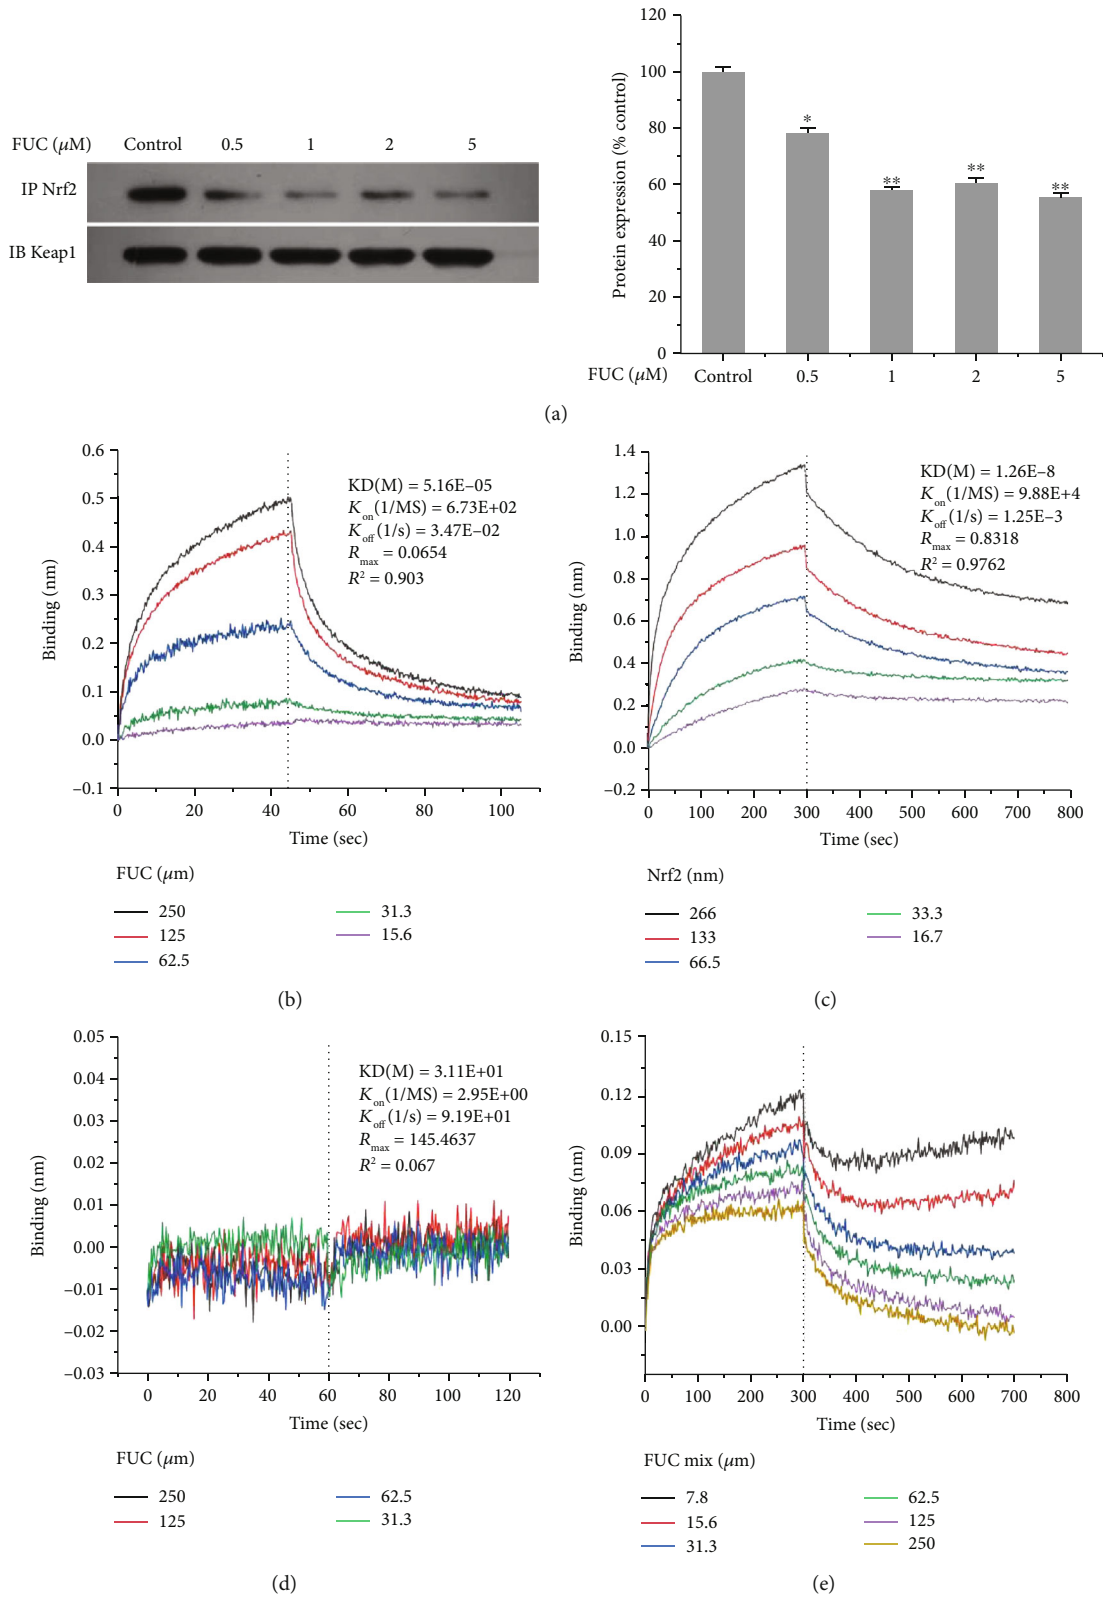 FUC (μM) Control 0.5 1 2 5
IP Nrf2
IB Keap1
Protein expression (% control)
120
100
80
60
40
20
0
*
**
**
**
FUC (μM) Control 0.5 1 2 5
(a)
Binding (nm)
0.6
0.5
0.4
0.3
0.2
0.1
0.0
−0.1
KD(M) = 5.16E−05
Kon(1/MS) = 6.73E+02
Koff(1/s) = 3.47E−02
Rmax = 0.0654
R² = 0.903
0 20 40 60 80 100
Time (sec)
FUC (μm)
250 31.3
125 15.6
62.5
(b)
Binding (nm)
1.4
1.2
1.0
0.8
0.6
0.4
0.2
0.0
−0.2
KD(M) = 1.26E−8
Kon(1/MS) = 9.88E+4
Koff(1/s) = 1.25E−3
Rmax = 0.8318
R² = 0.9762
0 100 200 300 400 500 600 700 800
Time (sec)
Nrf2 (nm)
266 33.3
133 16.7
66.5
(c)
Binding (nm)
0.05
0.04
0.03
0.02
0.01
0.00
−0.01
−0.02
−0.03
KD(M) = 3.11E+01
Kon(1/MS) = 2.95E+00
Koff(1/s) = 9.19E+01
Rmax = 145.4637
R² = 0.067
0 20 40 60 80 100 120
Time (sec)
FUC (μm)
250 62.5
125 31.3
(d)
Binding (nm)
0.15
0.12
0.09
0.06
0.03
0.00
0 100 200 300 400 500 600 700 800
Time (sec)
FUC mix (μm)
7.8 62.5
15.6 125
31.3 250
(e)